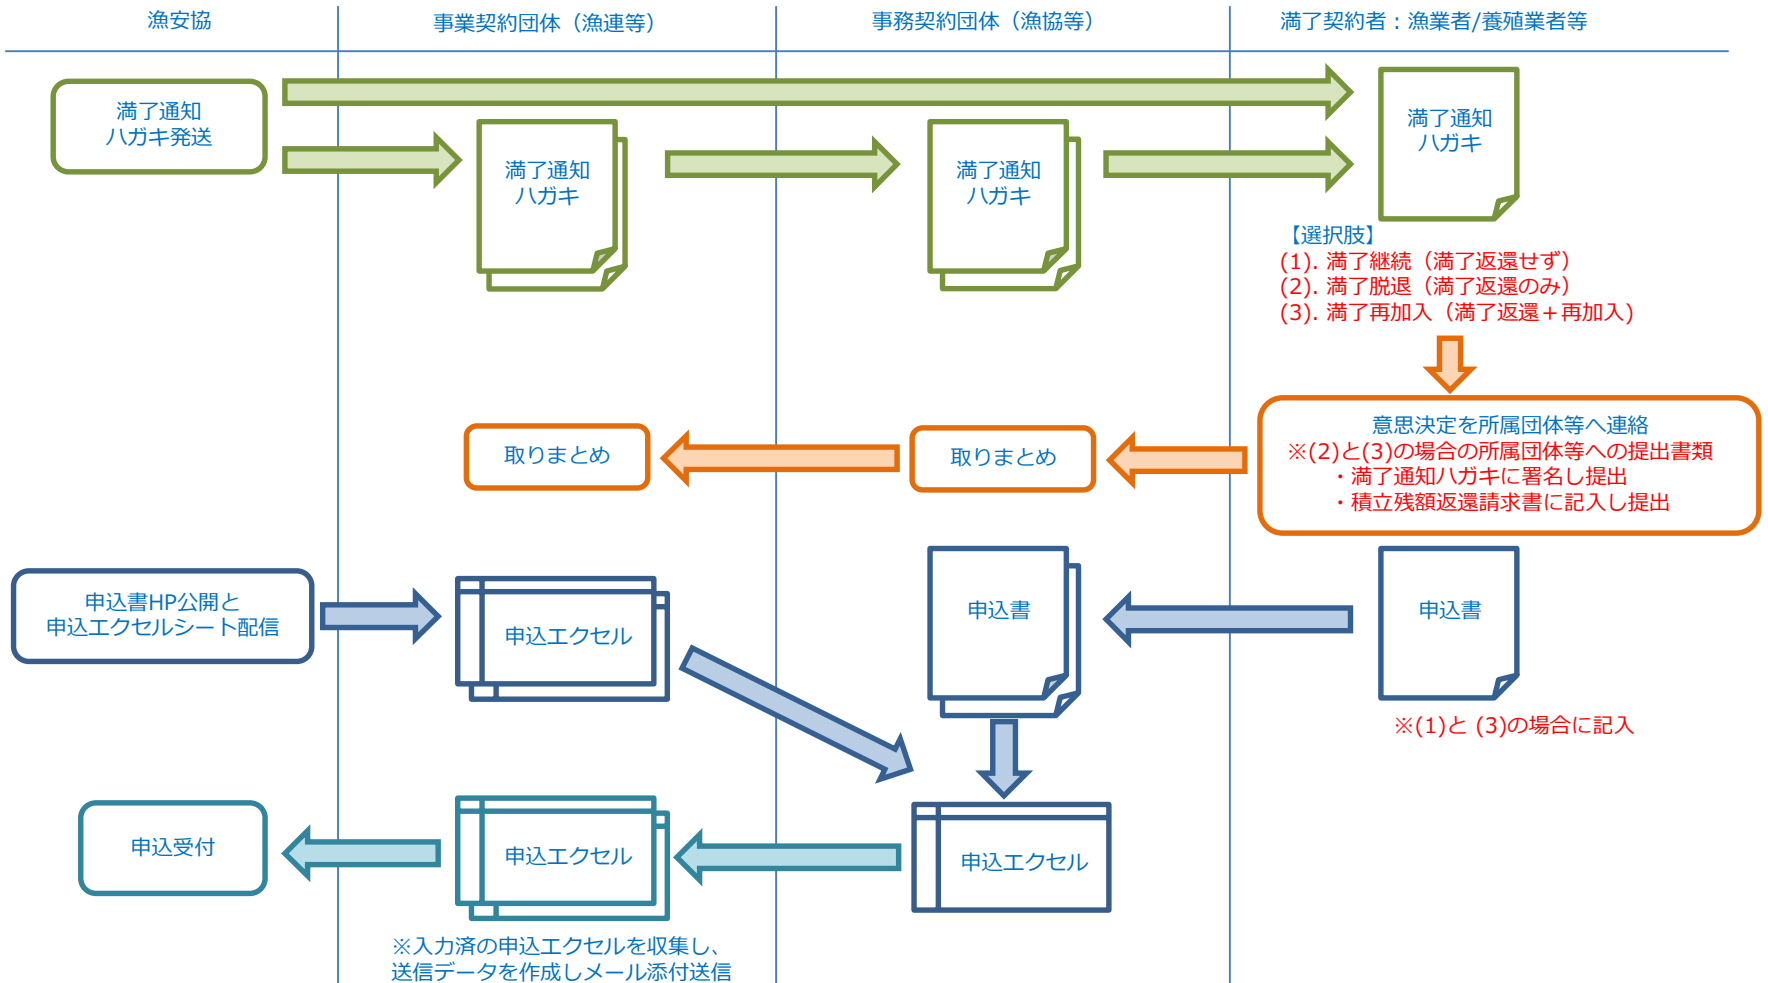 漁安協
事業契約団体（漁連等）
事務契約団体（漁協等）
満了契約者：漁業者/養殖業者等
満了通知
ハガキ発送
満了通知
ハガキ
満了通知
ハガキ
満了通知
ハガキ
【選択肢】
(1). 満了継続（満了返還せず）
(2). 満了脱退（満了返還のみ）
(3). 満了再加入（満了返還＋再加入)
取りまとめ
取りまとめ
意思決定を所属団体等へ連絡
※(2)と(3)の場合の所属団体等への提出書類
・満了通知ハガキに署名し提出
・積立残額返還請求書に記入し提出
申込書HP公開と
申込エクセルシート配信
申込エクセル
申込書
申込書
※(1)と (3)の場合に記入
申込受付
申込エクセル
申込エクセル
※入力済の申込エクセルを収集し、
送信データを作成しメール添付送信